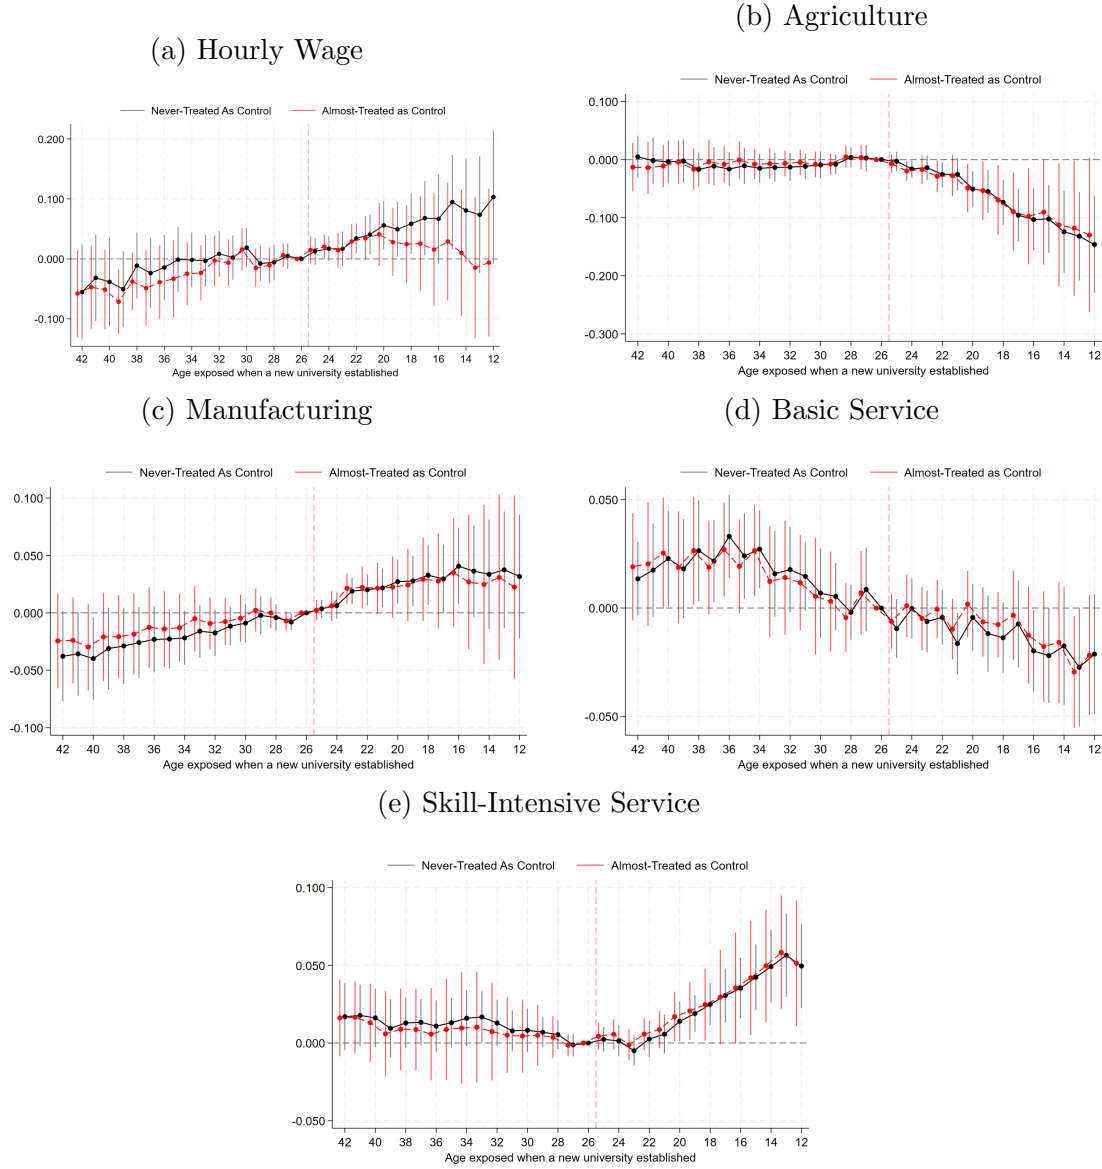 (a) Hourly Wage
Never-Treated As Control
Almost-Treated as Control
0.200
0.100
0.000
-0.100
42 40 38 36 34 32 30 28 26 24 22 20 18 16 14 12
Age exposed when a new university established
(b) Agriculture
Never-Treated As Control
Almost-Treated as Control
0.100
0.000
-0.100
-0.200
-0.300
42 40 38 36 34 32 30 28 26 24 22 20 18 16 14 12
Age exposed when a new university established
(c) Manufacturing
Never-Treated As Control
Almost-Treated as Control
0.100
0.050
0.000
-0.050
-0.100
42 40 38 36 34 32 30 28 26 24 22 20 18 16 14 12
Age exposed when a new university established
(d) Basic Service
Never-Treated As Control
Almost-Treated as Control
0.050
0.000
-0.050
42 40 38 36 34 32 30 28 26 24 22 20 18 16 14 12
Age exposed when a new university established
(e) Skill-Intensive Service
Never-Treated As Control
Almost-Treated as Control
0.100
0.050
0.000
-0.050
42 40 38 36 34 32 30 28 26 24 22 20 18 16 14 12
Age exposed when a new university established